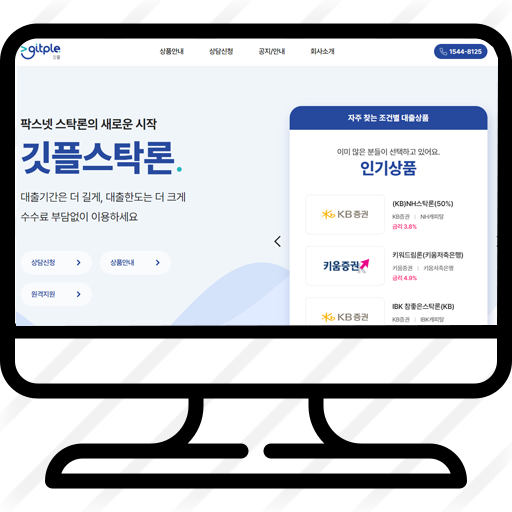 gitple
깃플
상품안내
상담신청
공지/안내
회사소개
1544-8125
팍스넷 스탁론의 새로운 시작
깃플스탁론.
대출기간은 더 길게, 대출한도는 더 크게
수수료 부담없이 이용하세요
상담신청
상품안내
원격지원
자주 찾는 조건별 대출상품
이미 많은 분들이 선택하고 있어요.
인기상품
KB증권
(KB)NH스탁론(50%)
KB증권 | NH캐피탈
금리 3.8%
키움증권
키워드림론(키움저축은행)
키움증권 | 키움저축은행
금리 4.9%
KB증권
IBK 참좋은스탁론(KB)
KB증권 | IBK캐피탈